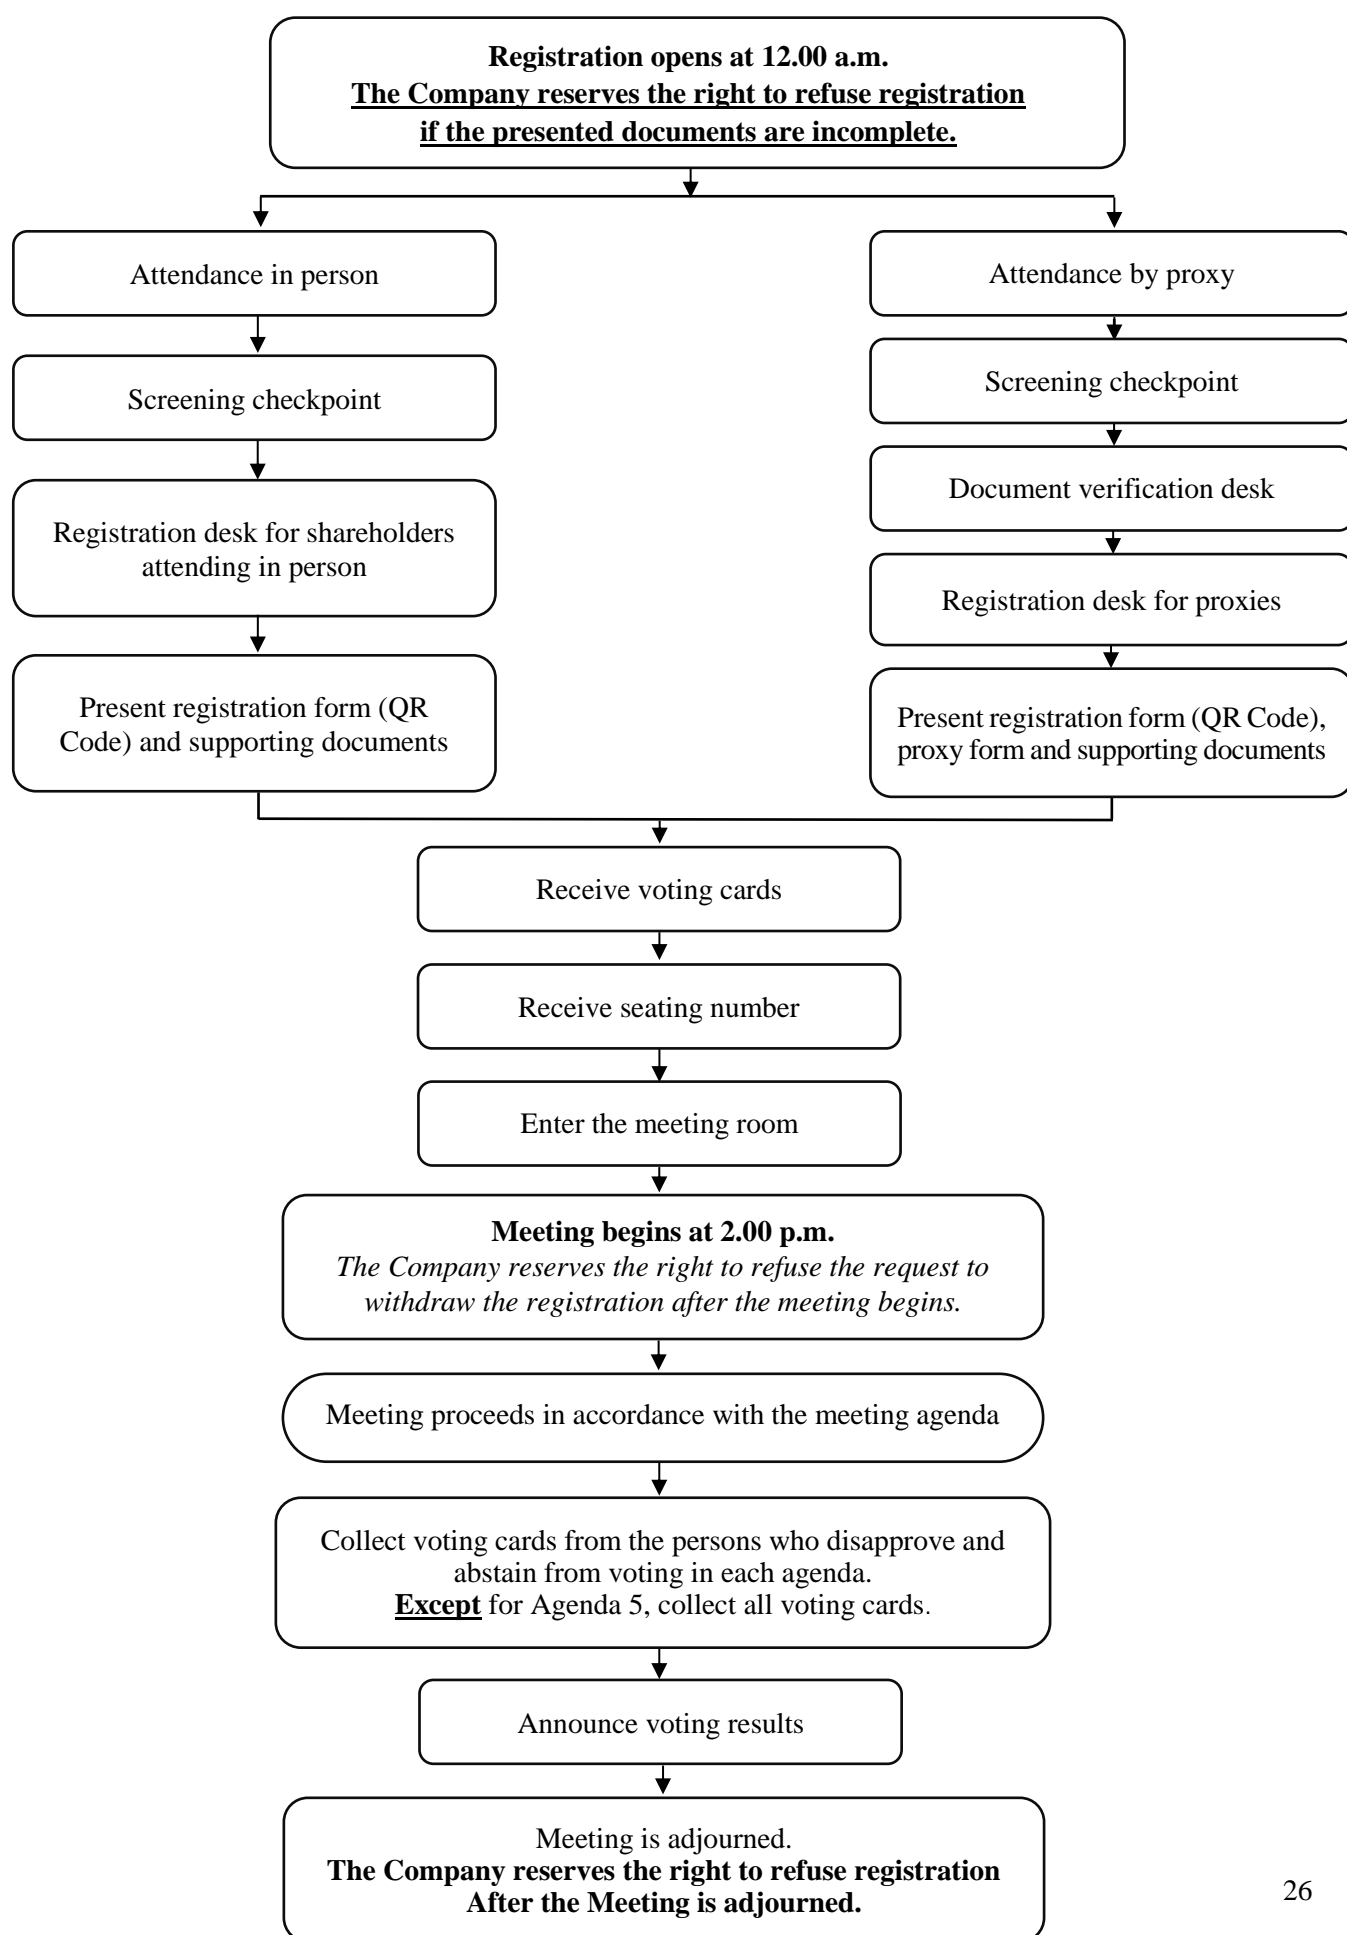 Registration opens at 12.00 a.m.
The Company reserves the right to refuse registration
if the presented documents are incomplete.
Attendance in person
Screening checkpoint
Registration desk for shareholders
attending in person
Present registration form (QR
Code) and supporting documents
Attendance by proxy
Screening checkpoint
Document verification desk
Registration desk for proxies
Present registration form (QR Code),
proxy form and supporting documents
Receive voting cards
Receive seating number
Enter the meeting room
Meeting begins at 2.00 p.m.
The Company reserves the right to refuse the request to
withdraw the registration after the meeting begins.
Meeting proceeds in accordance with the meeting agenda
Collect voting cards from the persons who disapprove and
abstain from voting in each agenda.
Except for Agenda 5, collect all voting cards.
Announce voting results
Meeting is adjourned.
The Company reserves the right to refuse registration
After the Meeting is adjourned.
26